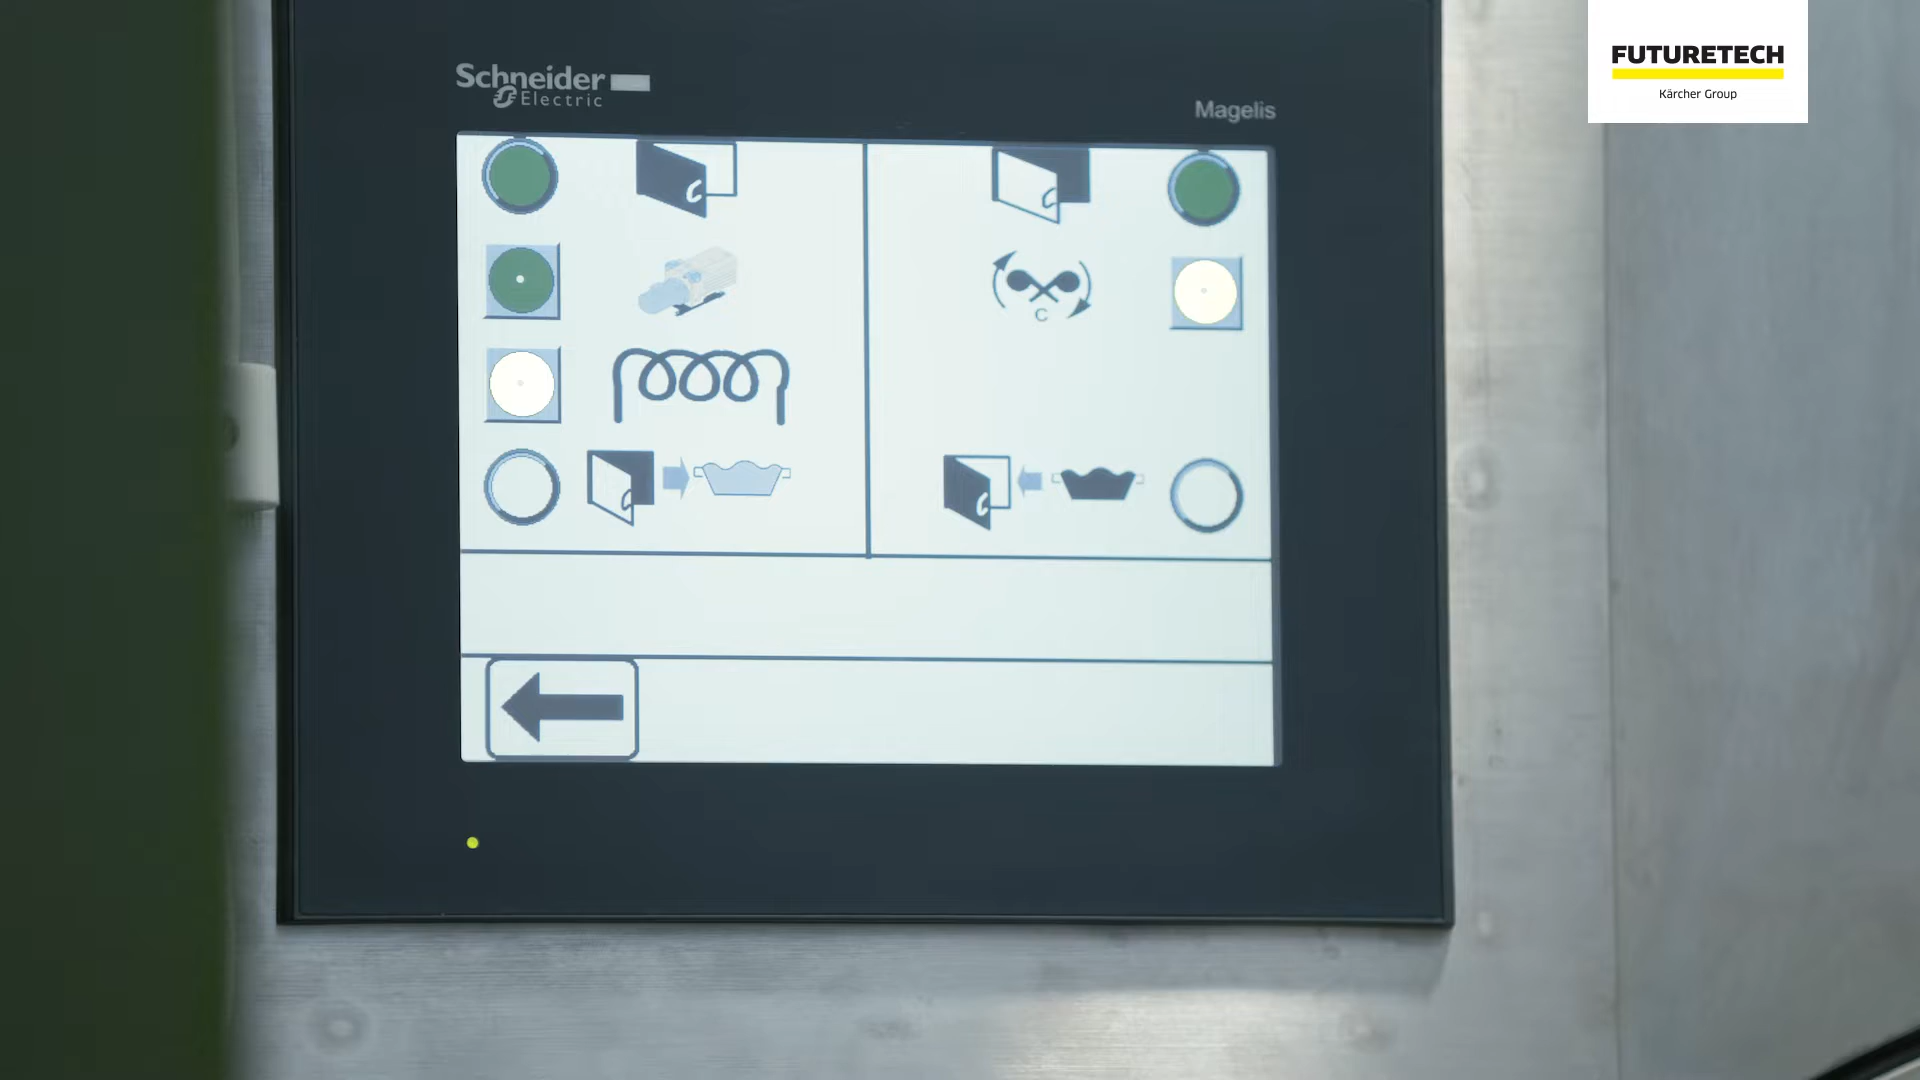 Schneider
Electric
Magelis
C
FUTURETECH
Kärcher Group